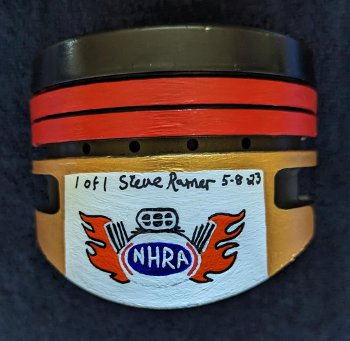 1 of 1 Steve Ramer 5-8 23
NHRA